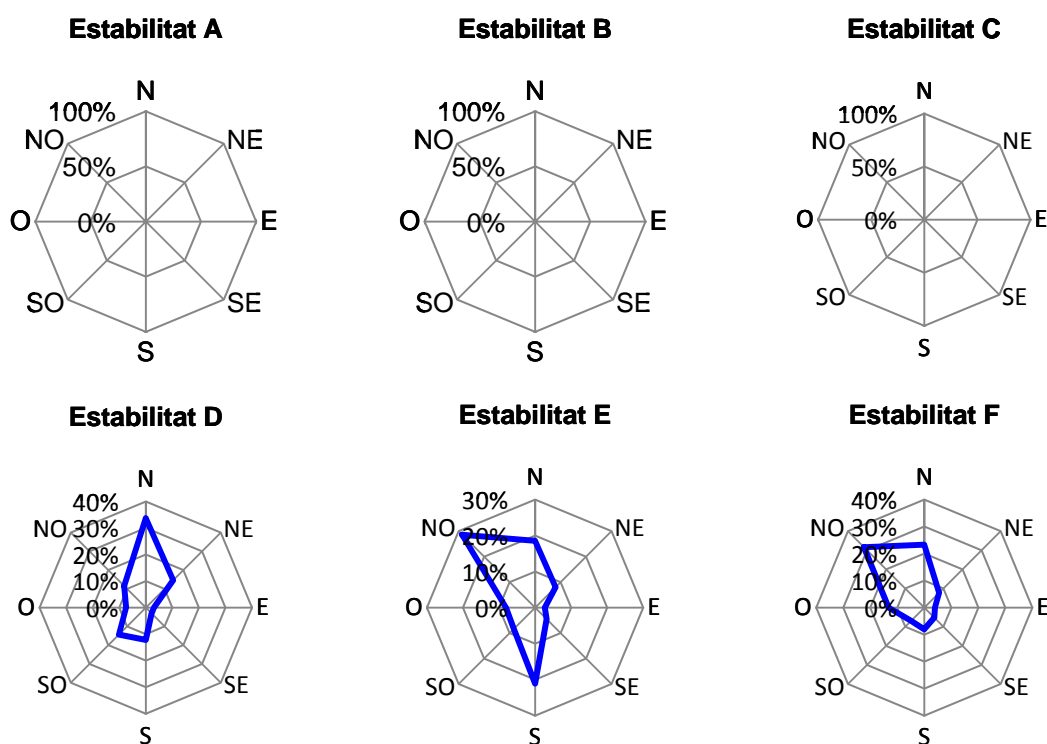 Estabilitat A
N
100%
NO
NE
50%
O
0%
E
SO
SE
S
Estabilitat B
N
100%
NO
NE
50%
O
0%
E
SO
SE
S
Estabilitat C
N
100%
NO
NE
50%
O
0%
E
SO
SE
S
Estabilitat D
N
40%
NO
30%
NE
20%
10%
O
0%
E
SO
SE
S
Estabilitat E
N
30%
NO
NE
20%
10%
O
0%
E
SO
SE
S
Estabilitat F
N
40%
NO
30%
NE
20%
10%
O
0%
E
SO
SE
S